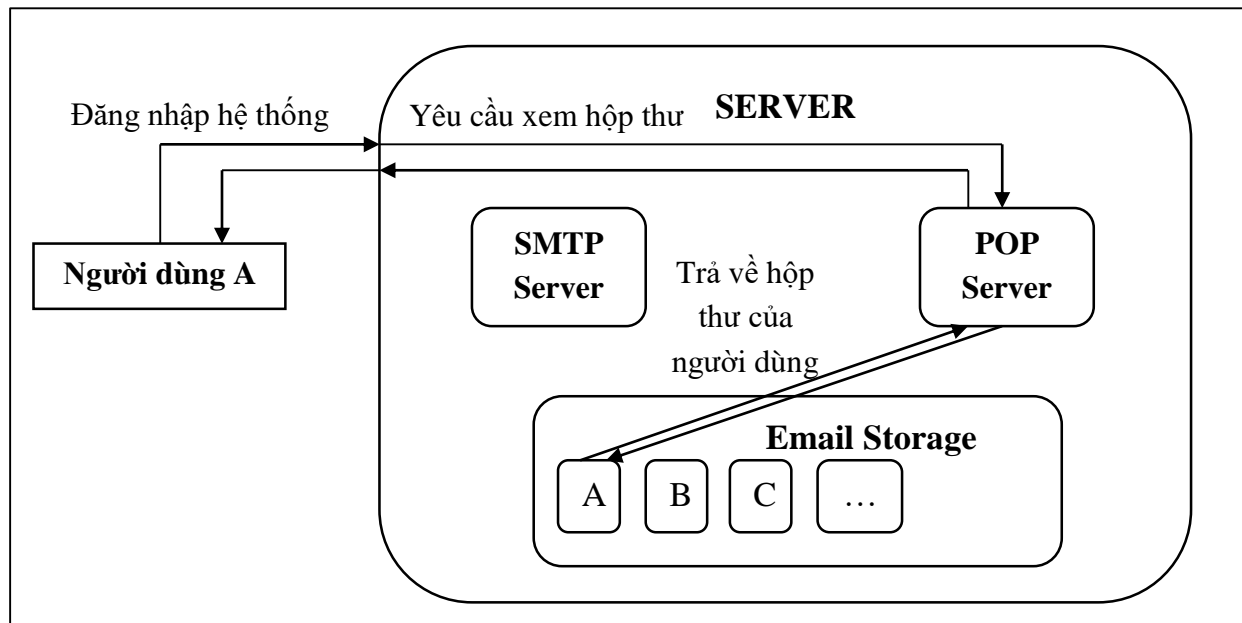 Đăng nhập hệ thống
Yêu cầu xem hộp thư
SERVER
Người dùng A
SMTP
Server
POP
Server
Trả về hộp
thư của
người dùng
Email Storage
A
B
C
…